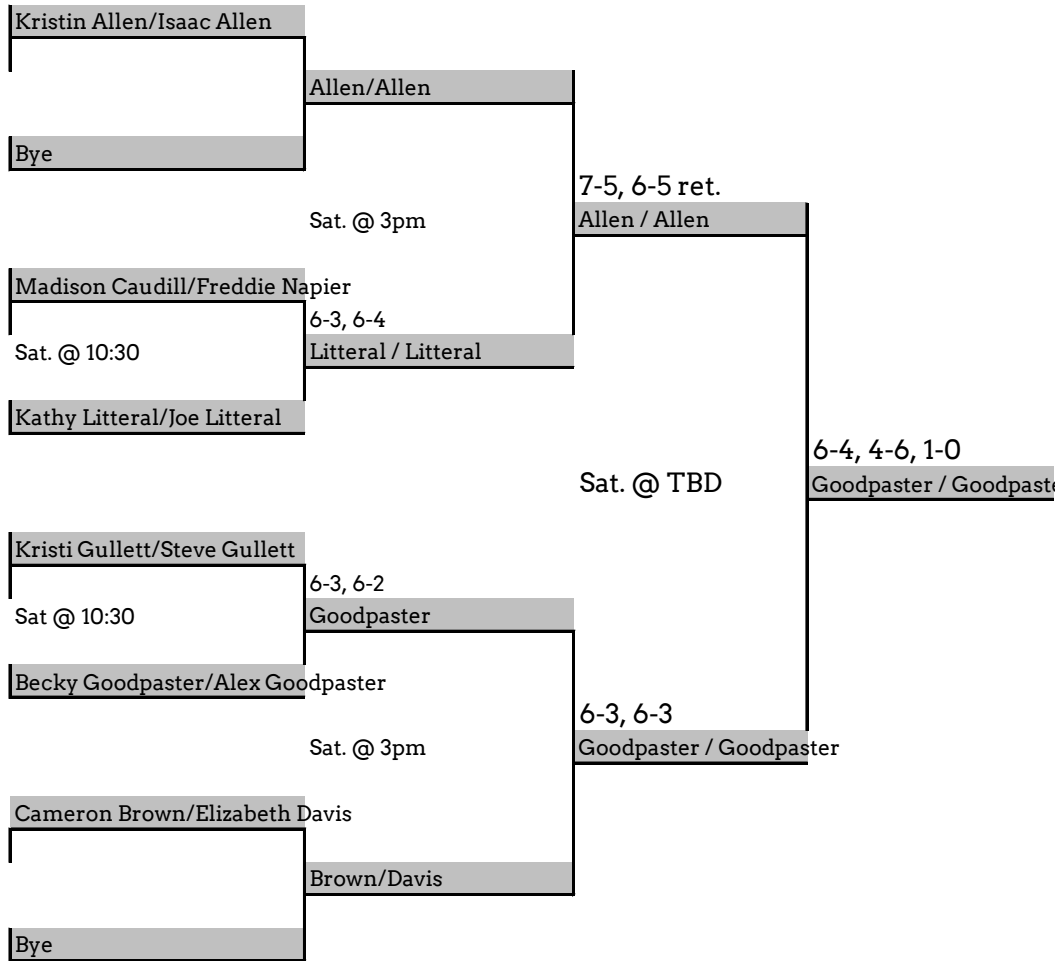 Kristin Allen/Isaac Allen
Allen/Allen
Bye
7-5, 6-5 ret.
Sat. @ 3pm
Allen / Allen
Madison Caudill/Freddie Napier
6-3, 6-4
Sat. @ 10:30
Litteral / Litteral
Kathy Litteral/Joe Litteral
6-4, 4-6, 1-0
Sat. @ TBD
Goodpaster / Goodpaste
Kristi Gullett/Steve Gullett
6-3, 6-2
Sat @ 10:30
Goodpaster
Becky Goodpaster/Alex Goodpaster
6-3, 6-3
Sat. @ 3pm
Goodpaster / Goodpaster
Cameron Brown/Elizabeth Davis
Brown/Davis
Bye